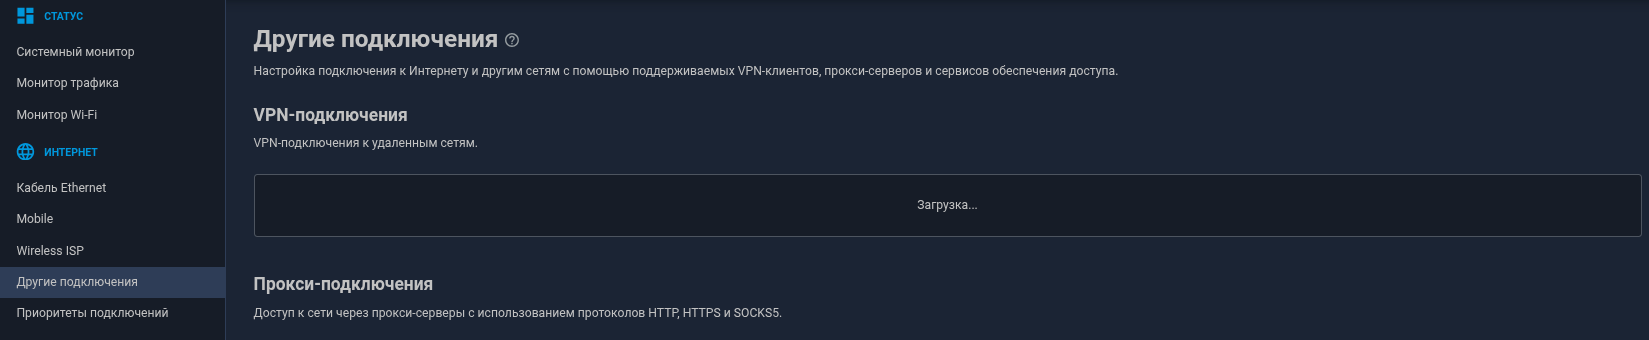 СТАТУС
Системный монитор
Монитор трафика
Монитор Wi-Fi
ИНТЕРНЕТ
Кабель Ethernet
Mobile
Wireless ISP
Другие подключения
Приоритеты подключений
Другие подключения ?
Настройка подключения к Интернету и другим сетям с помощью поддерживаемых VPN-клиентов, прокси-серверов и сервисов обеспечения доступа.
VPN-подключения
VPN-подключения к удаленным сетям.
Загрузка...
Прокси-подключения
Доступ к сети через прокси-серверы с использованием протоколов HTTP, HTTPS и SOCKS5.